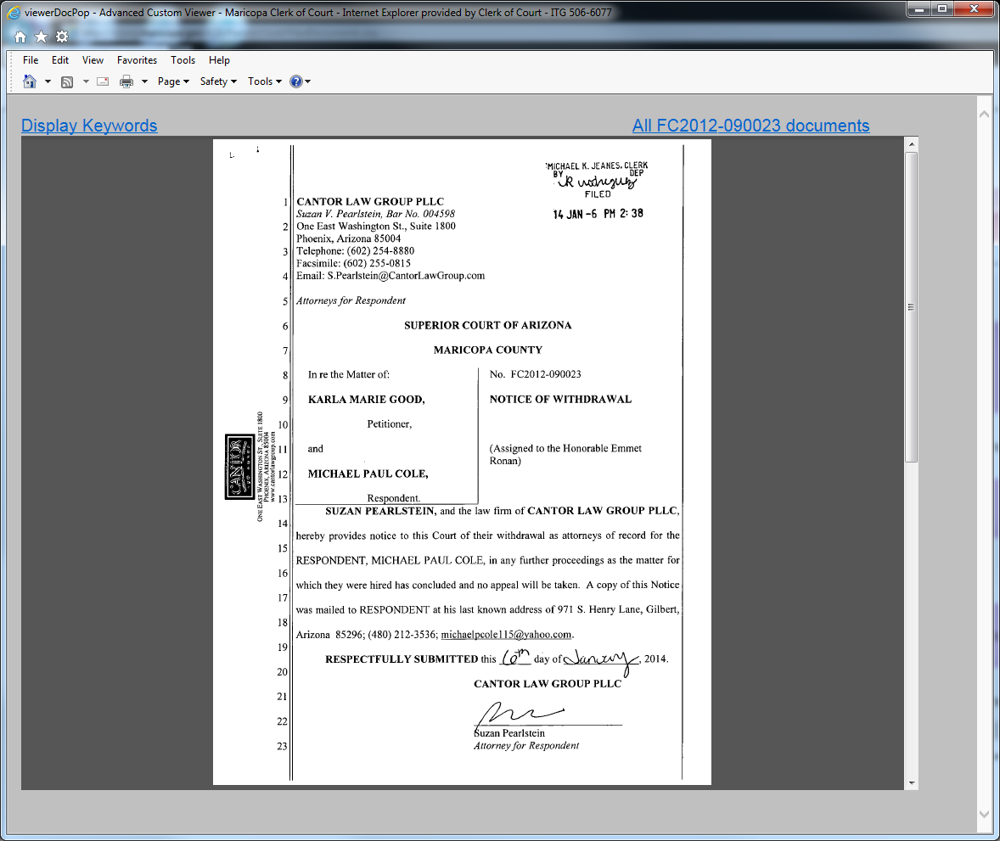 viewerDocPop - Advanced Custom Viewer - Maricopa Clerk of Court - Internet Explorer provided by Clerk of Court - ITG 506-6077
File Edit View Favorites Tools Help
Page Safety Tools
Display Keywords
All FC2012-090023 documents
MICHAEL K. JEANES, CLERK
BY DEP
R Rodriguez
FILED
14 JAN -6 PM 2:38
1 CANTOR LAW GROUP PLLC
Suzan V. Pearlstein, Bar No. 004598
2 One East Washington St., Suite 1800
Phoenix, Arizona 85004
3 Telephone: (602) 254-8880
Facsimile: (602) 255-0815
4 Email: S.Pearlstein@CantorLawGroup.com
5 Attorneys for Respondent
6 SUPERIOR COURT OF ARIZONA
7 MARICOPA COUNTY
8 In re the Matter of: No. FC2012-090023
9 KARLA MARIE GOOD, NOTICE OF WITHDRAWAL
10 Petitioner,
11 and (Assigned to the Honorable Emmet
Ronan)
12 MICHAEL PAUL COLE,
13 Respondent.
SUZAN PEARLSTEIN, and the law firm of CANTOR LAW GROUP PLLC,
14
hereby provides notice to this Court of their withdrawal as attorneys of record for the
15
RESPONDENT, MICHAEL PAUL COLE, in any further proceedings as the matter for
16
which they were hired has concluded and no appeal will be taken. A copy of this Notice
17
was mailed to RESPONDENT at his last known address of 971 S. Henry Lane, Gilbert,
18
Arizona 85296; (480) 212-3536; michaelpcole115@yahoo.com.
19
RESPECTFULLY SUBMITTED this 6th day of January, 2014.
20
CANTOR LAW GROUP PLLC
21
22
Suzan Pearlstein
23 Attorney for Respondent
CANTOR
ONE EAST WASHINGTON ST., SUITE 1800
PHOENIX, ARIZONA 85004
www.cantorlawgroup.com